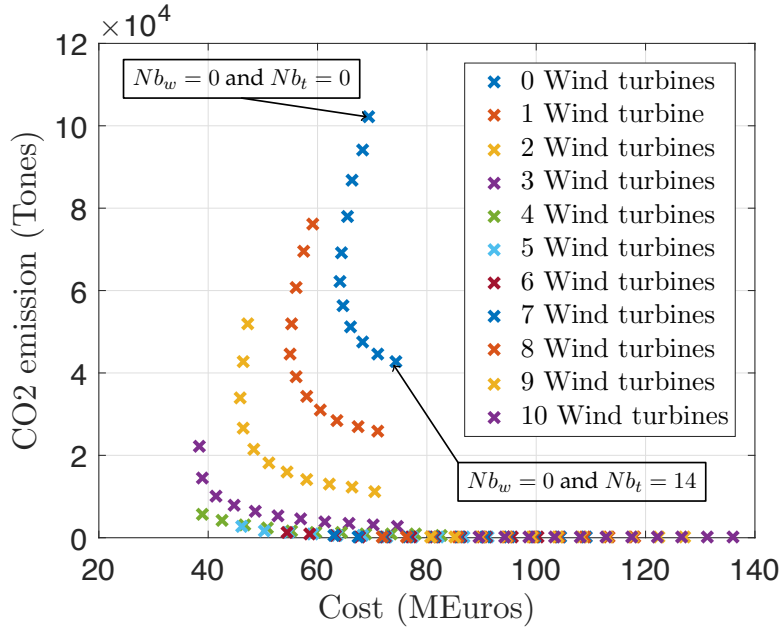 ×10⁴
12
10
8
6
4
2
0
20
40
60
80
100
120
140
CO2 emission (Tones)
Cost (MEuros)
Nb_w = 0 and Nb_t = 0
Nb_w = 0 and Nb_t = 14
0 Wind turbines
1 Wind turbine
2 Wind turbines
3 Wind turbines
4 Wind turbines
5 Wind turbines
6 Wind turbines
7 Wind turbines
8 Wind turbines
9 Wind turbines
10 Wind turbines